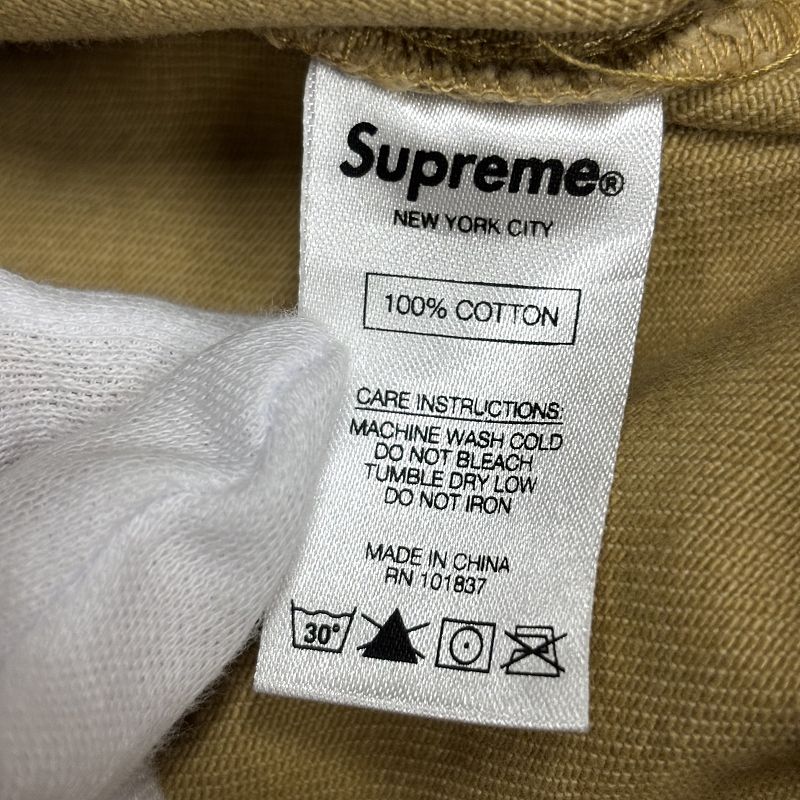 Supreme®
NEW YORK CITY
100% COTTON
CARE INSTRUCTIONS:
MACHINE WASH COLD
DO NOT BLEACH
TUMBLE DRY LOW
DO NOT IRON
MADE IN CHINA
RN 101837
30°